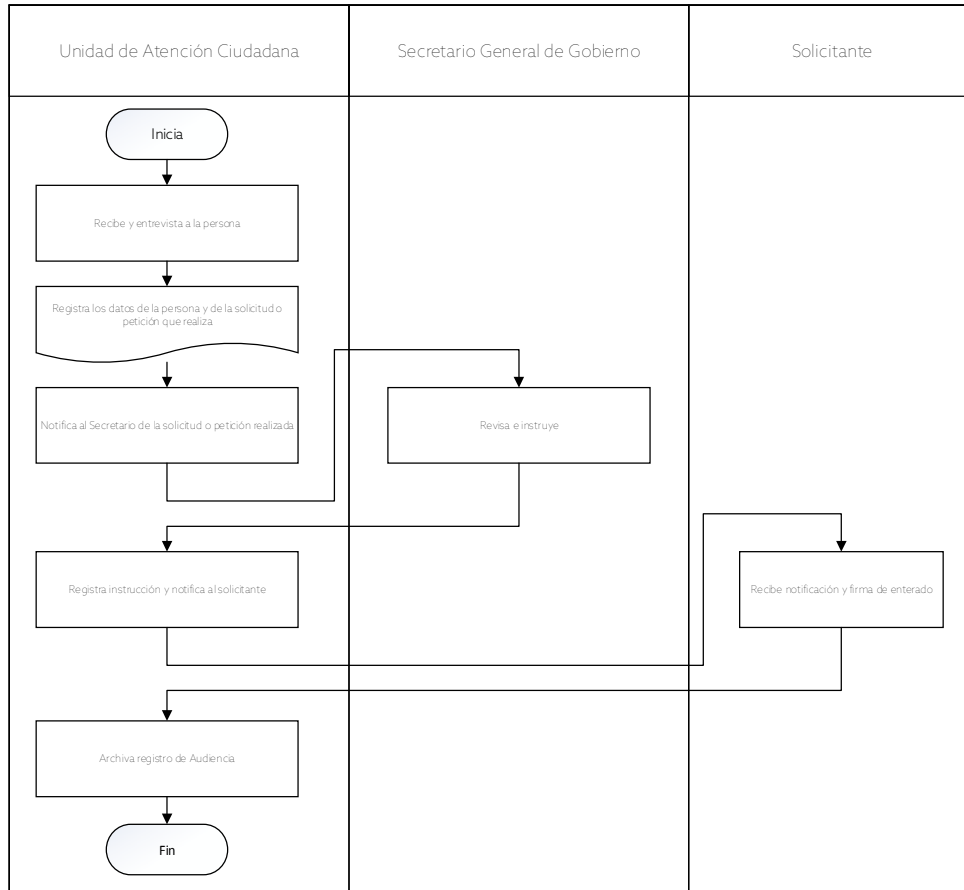 Unidad de Atención Ciudadana
Secretario General de Gobierno
Solicitante
Inicia
Recibe y entrevista a la persona
Registra los datos de la persona y de la solicitud o
petición que realiza
Notifica al Secretario de la solicitud o petición realizada
Revisa e instruye
Registra instrucción y notifica al solicitante
Recibe notificación y firma de enterado
Archiva registro de Audiencia
Fin